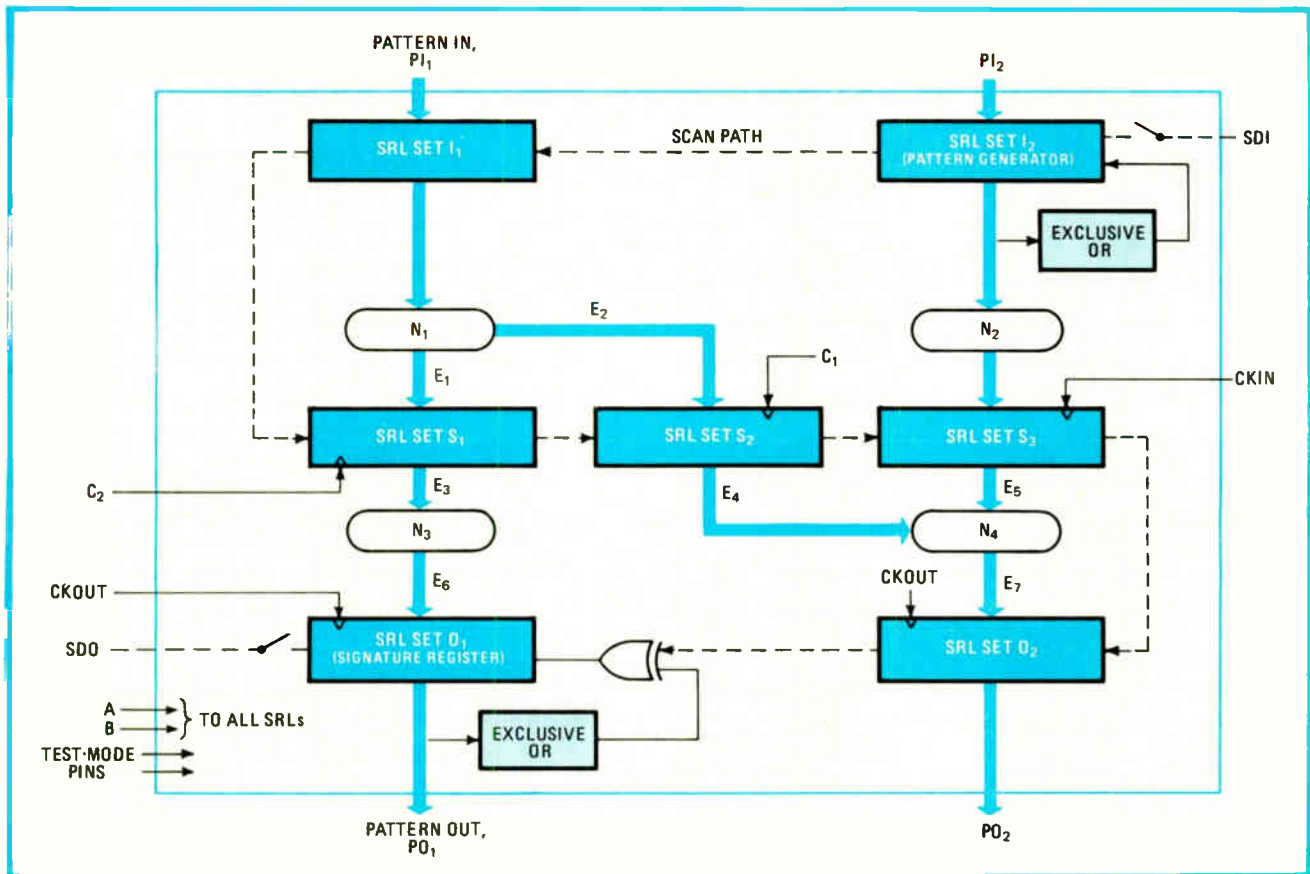 PATTERN IN,
PI₁
PI₂
SRL SET I₁
SCAN PATH
SRL SET I₂
(PATTERN GENERATOR)
SDI
EXCLUSIVE
OR
N₁
E₂
N₂
E₁
C₁
CKIN
SRL SET S₁
SRL SET S₂
SRL SET S₃
C₂
E₃
E₄
E₅
N₃
N₄
CKOUT
E₆
CKOUT
E₇
SDO
SRL SET O₁
(SIGNATURE REGISTER)
SRL SET O₂
A
B
TO ALL SRLs
EXCLUSIVE
OR
TEST-MODE
PINS
PATTERN OUT,
PO₁
PO₂